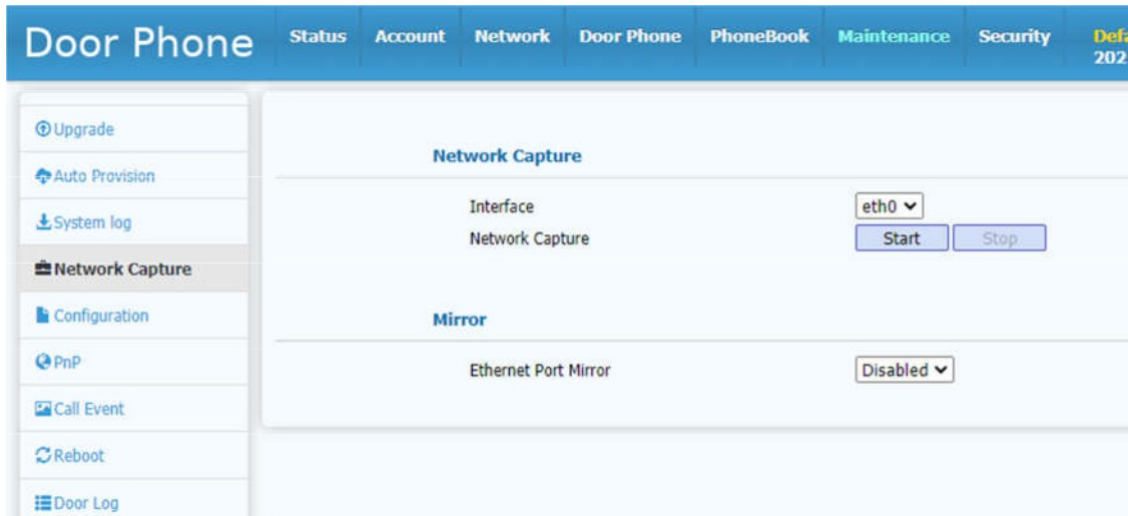 Door Phone
Status Account Network Door Phone PhoneBook Maintenance Security
Upgrade
Auto Provision
System log
Network Capture
Configuration
PnP
Call Event
Reboot
Door Log
Network Capture
Interface eth0
Network Capture Start Stop
Mirror
Ethernet Port Mirror Disabled